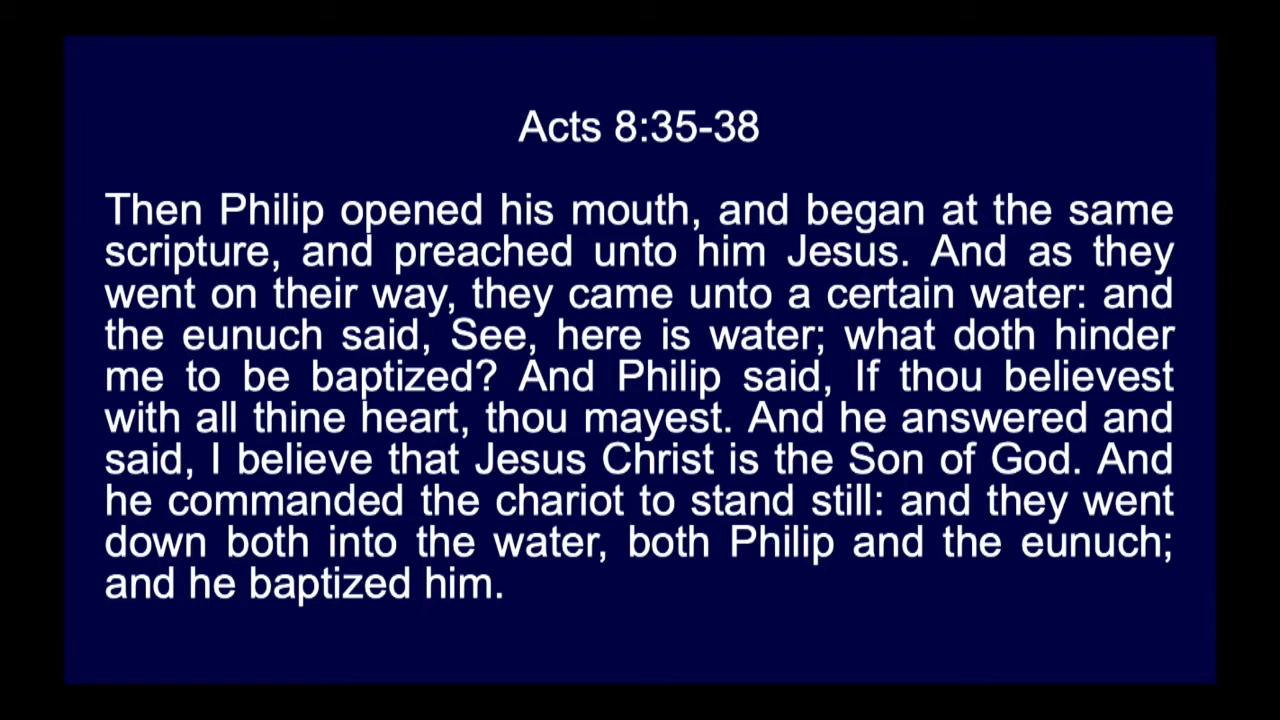 Acts 8:35-38
Then Philip opened his mouth, and began at the same
scripture, and preached unto him Jesus. And as they
went on their way, they came unto a certain water: and
the eunuch said, See, here is water; what doth hinder
me to be baptized? And Philip said, If thou believest
with all thine heart, thou mayest. And he answered and
said, I believe that Jesus Christ is the Son of God. And
he commanded the chariot to stand still: and they went
down both into the water, both Philip and the eunuch;
and he baptized him.